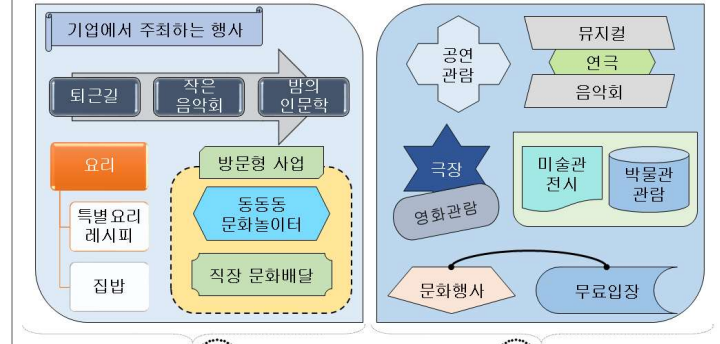 기업에서 주최하는 행사
퇴근길
작은
음악회
밤의
인문학
요리
특별요리
레시피
집밥
방문형 사업
동동동
문화놀이터
직장 문화배달
공연
관람
뮤지컬
연극
음악회
극장
영화관람
미술관
전시
박물관
관람
문화행사
무료입장